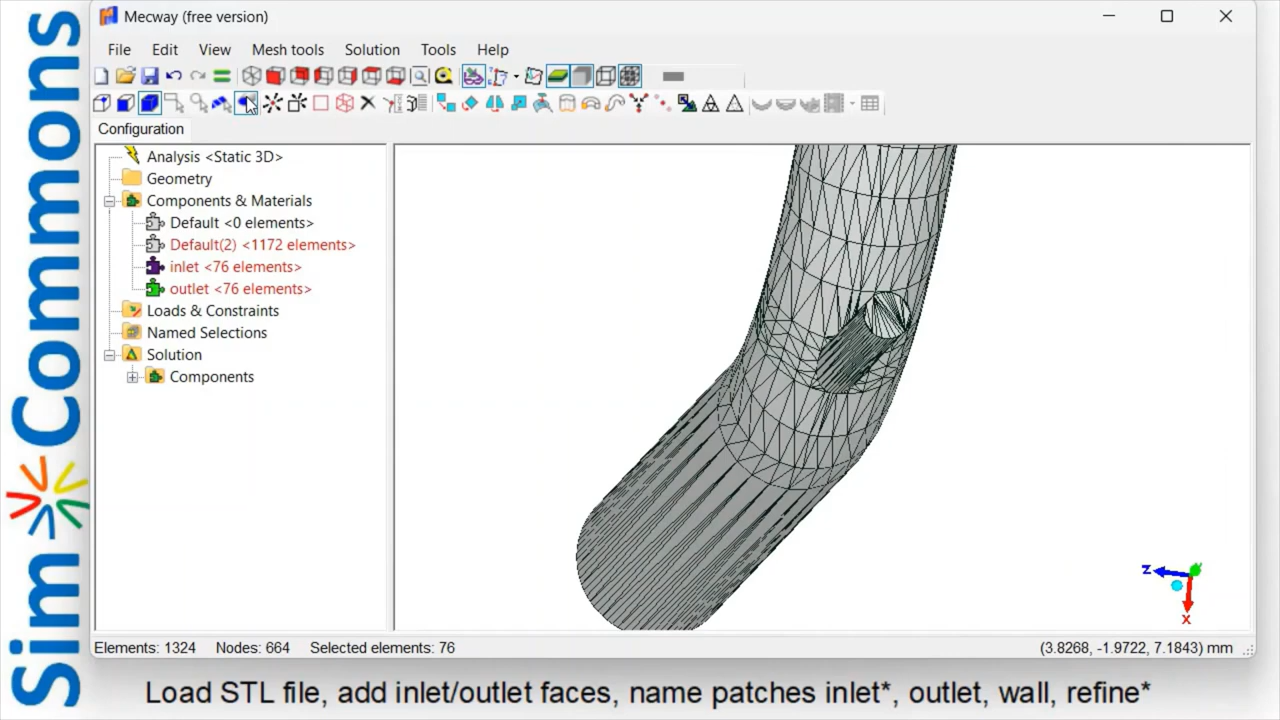 Sim Commons
Mecway (free version)
File Edit View Mesh tools Solution Tools Help
Configuration
Analysis <Static 3D>
Geometry
Components & Materials
Default <0 elements>
Default(2) <1172 elements>
inlet <76 elements>
outlet <76 elements>
Loads & Constraints
Named Selections
Solution
Components
Z
X
Elements: 1324 Nodes: 664 Selected elements: 76 (3.8268, -1.9722, 7.1843) mm
Load STL file, add inlet/outlet faces, name patches inlet*, outlet, wall, refine*